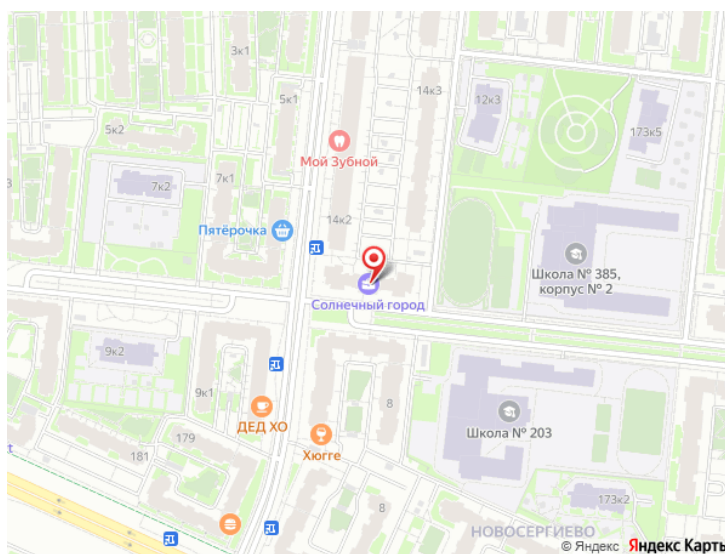 3к1
5к1
14к3
12к3
173к5
5к2
Мой Зубной
7к1
7к2
14к2
Пятёрочка
Школа № 385,
корпус № 2
Солнечный город
9к2
9к1
8
ДЕД ХО
179
181
Хюгге
Школа № 203
173к2
8
НОВОСЕРГИЕВО
© Яндекс Яндекс Карты